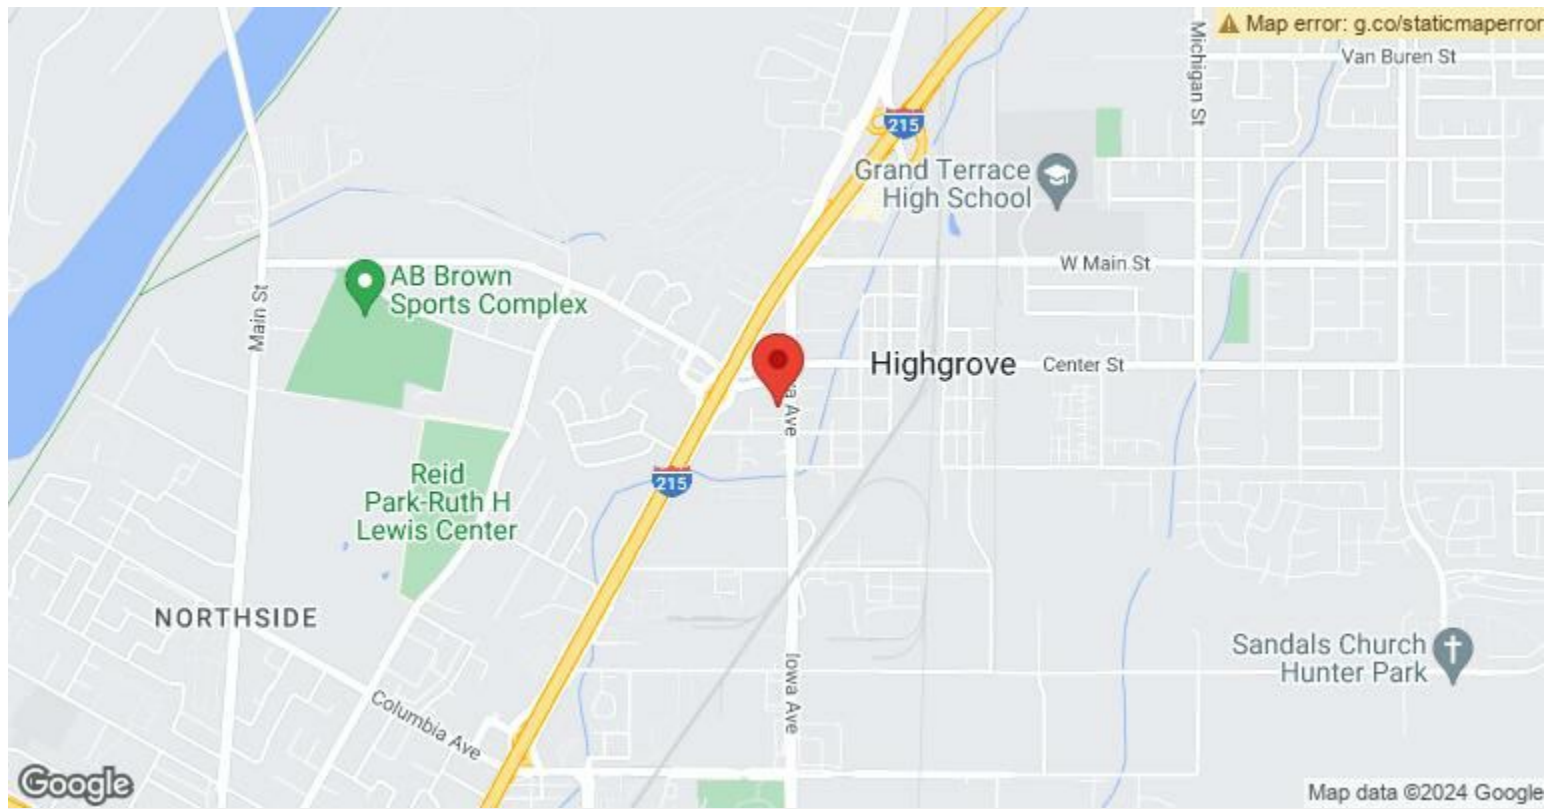 Map error: g.co/staticmaperror
Van Buren St
Michigan St
215
Grand Terrace
High School
W Main St
AB Brown
Sports Complex
Main St
Highgrove
Center St
Ave
215
Reid
Park-Ruth H
Lewis Center
NORTHSIDE
Sandals Church
Hunter Park
Iowa Ave
Columbia Ave
Google
Map data ©2024 Google